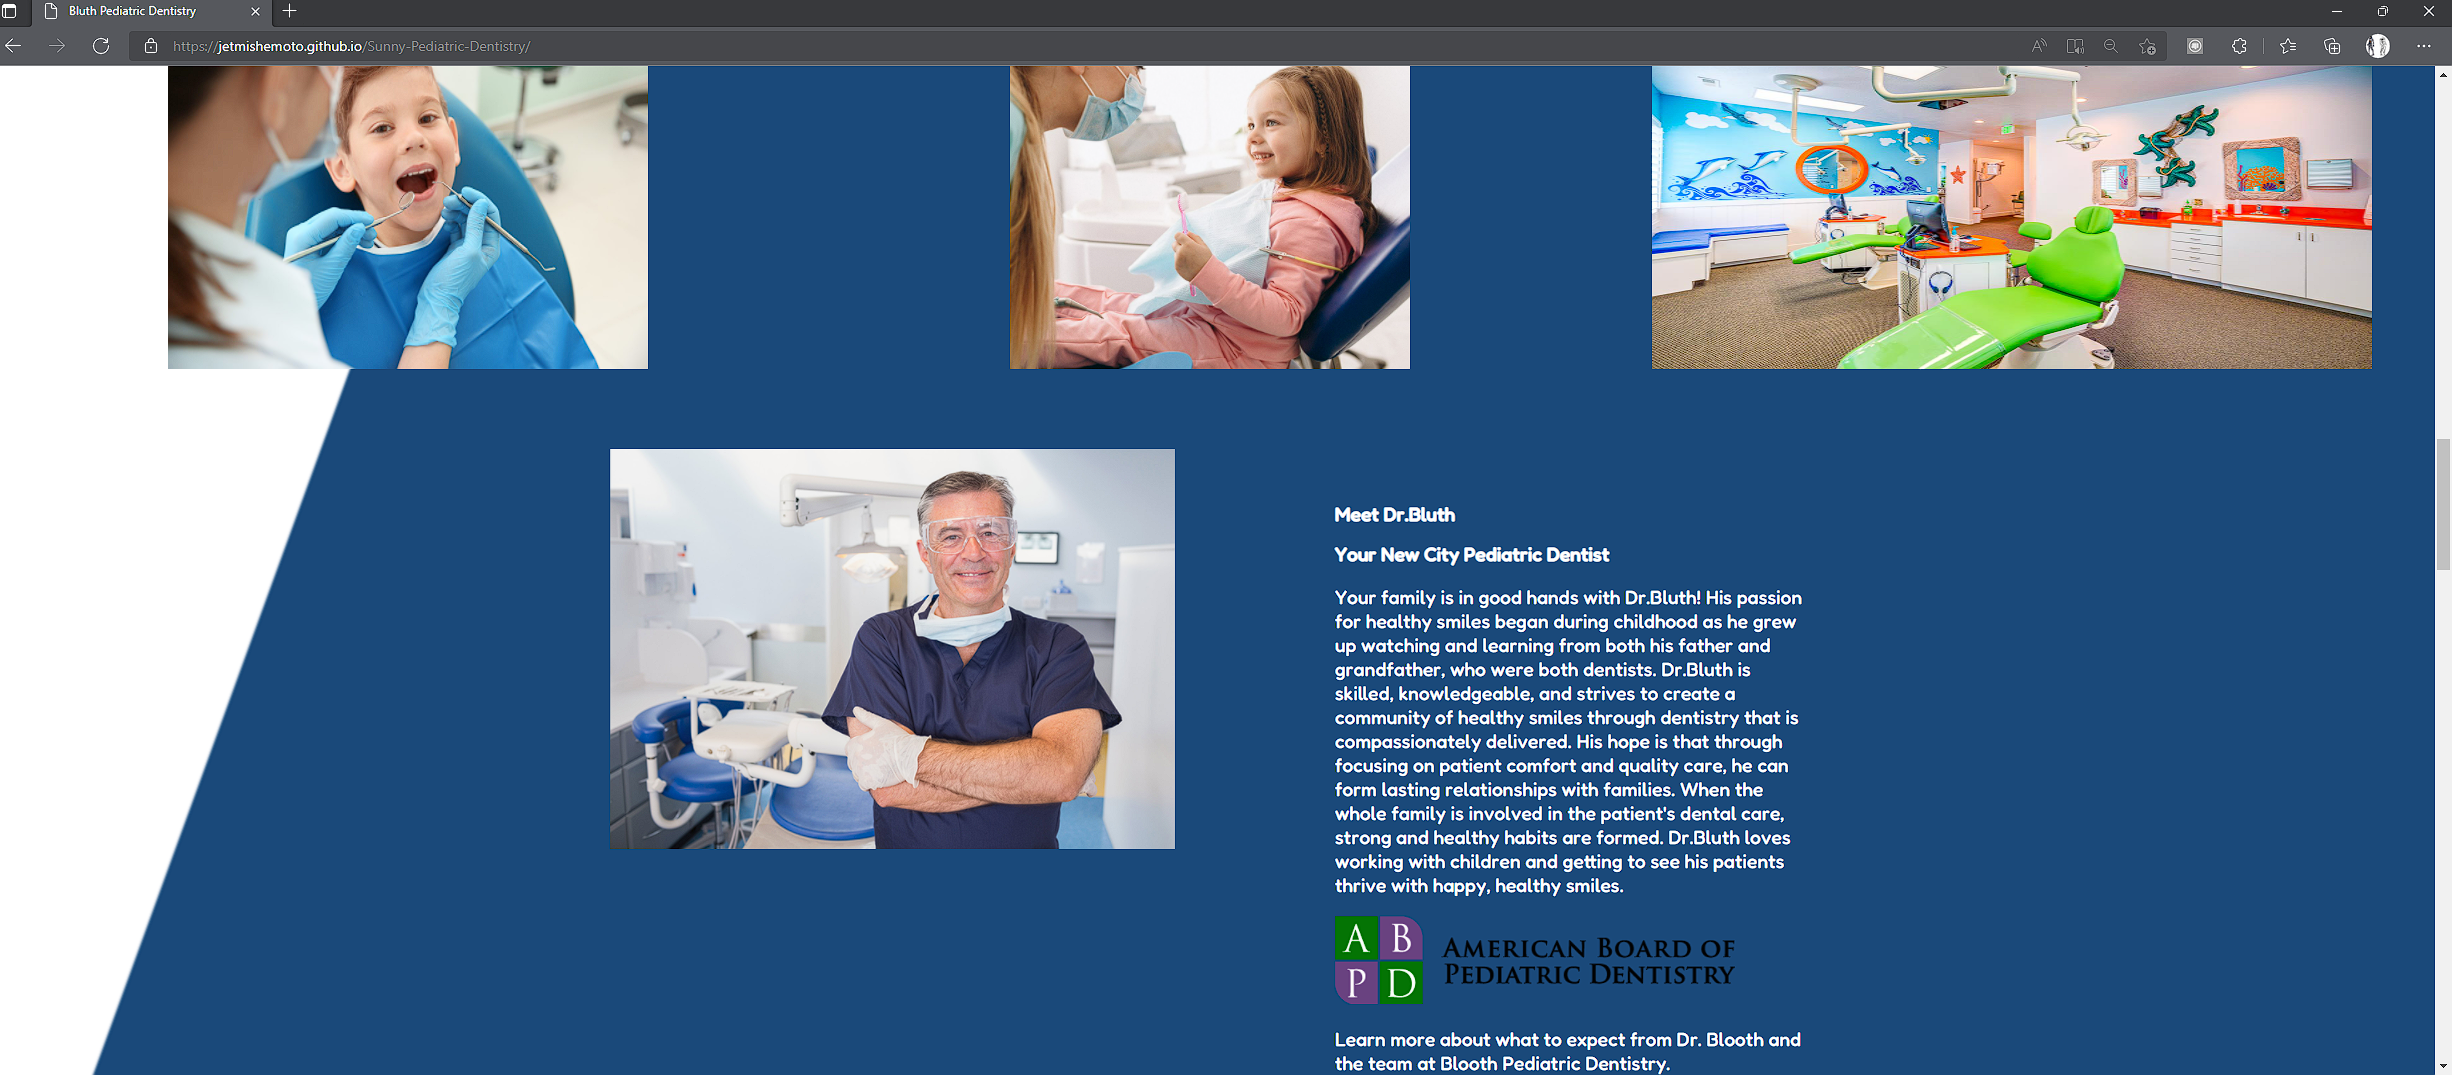 Bluth Pediatric Dentistry
https://jetmishemoto.github.io/Sunny-Pediatric-Dentistry/
Meet Dr.Bluth
Your New City Pediatric Dentist
Your family is in good hands with Dr.Bluth! His passion
for healthy smiles began during childhood as he grew
up watching and learning from both his father and
grandfather, who were both dentists. Dr.Bluth is
skilled, knowledgeable, and strives to create a
community of healthy smiles through dentistry that is
compassionately delivered. His hope is that through
focusing on patient comfort and quality care, he can
form lasting relationships with families. When the
whole family is involved in the patient's dental care,
strong and healthy habits are formed. Dr.Bluth loves
working with children and getting to see his patients
thrive with happy, healthy smiles.
A B
P D
AMERICAN BOARD OF
PEDIATRIC DENTISTRY
Learn more about what to expect from Dr. Blooth and
the team at Blooth Pediatric Dentistry.